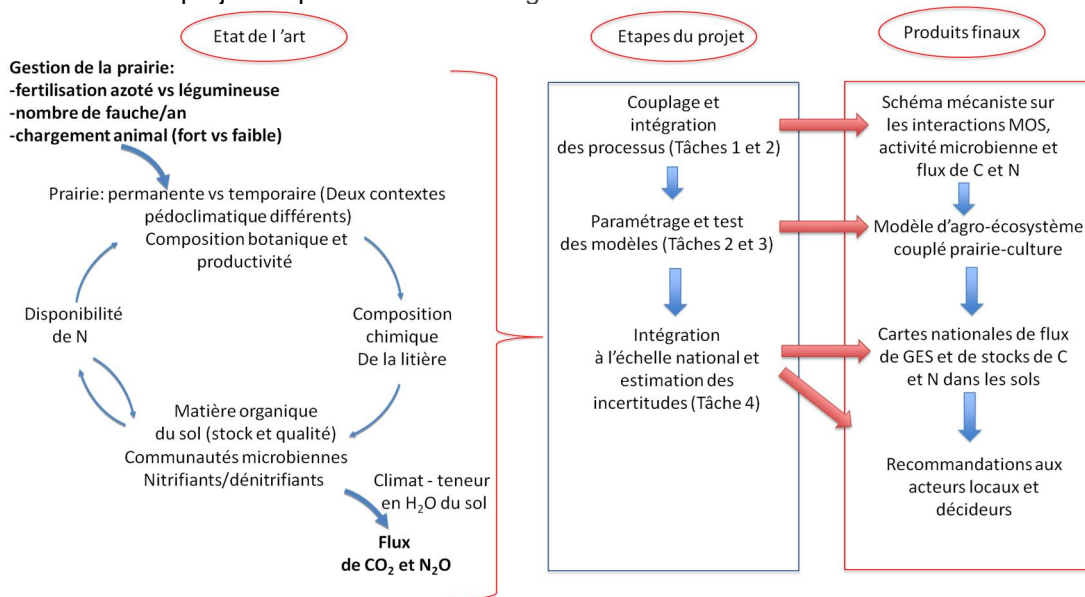 Etat de l 'art
Gestion de la prairie:
-fertilisation azoté vs légumineuse
-nombre de fauche/an
-chargement animal (fort vs faible)
Prairie: permanente vs temporaire (Deux contextes
pédoclimatique différents)
Composition botanique et
productivité
Disponibilité
de N
Composition
chimique
De la litière
Matière organique
du sol (stock et qualité)
Communautés microbiennes
Nitrifiants/dénitrifiants
Climat - teneur
en H₂O du sol
Flux
de CO₂ et N₂O
Etapes du projet
Couplage et
intégration
des processus (Tâches 1 et 2)
Paramétrage et test
des modèles (Tâches 2 et 3)
Intégration
à l'échelle national et
estimation des
incertitudes (Tâche 4)
Produits finaux
Schéma mécaniste sur
les interactions MOS,
activité microbienne et
flux de C et N
Modèle d'agro-écosystème
couplé prairie-culture
Cartes nationales de flux
de GES et de stocks de C
et N dans les sols
Recommandations aux
acteurs locaux et
décideurs